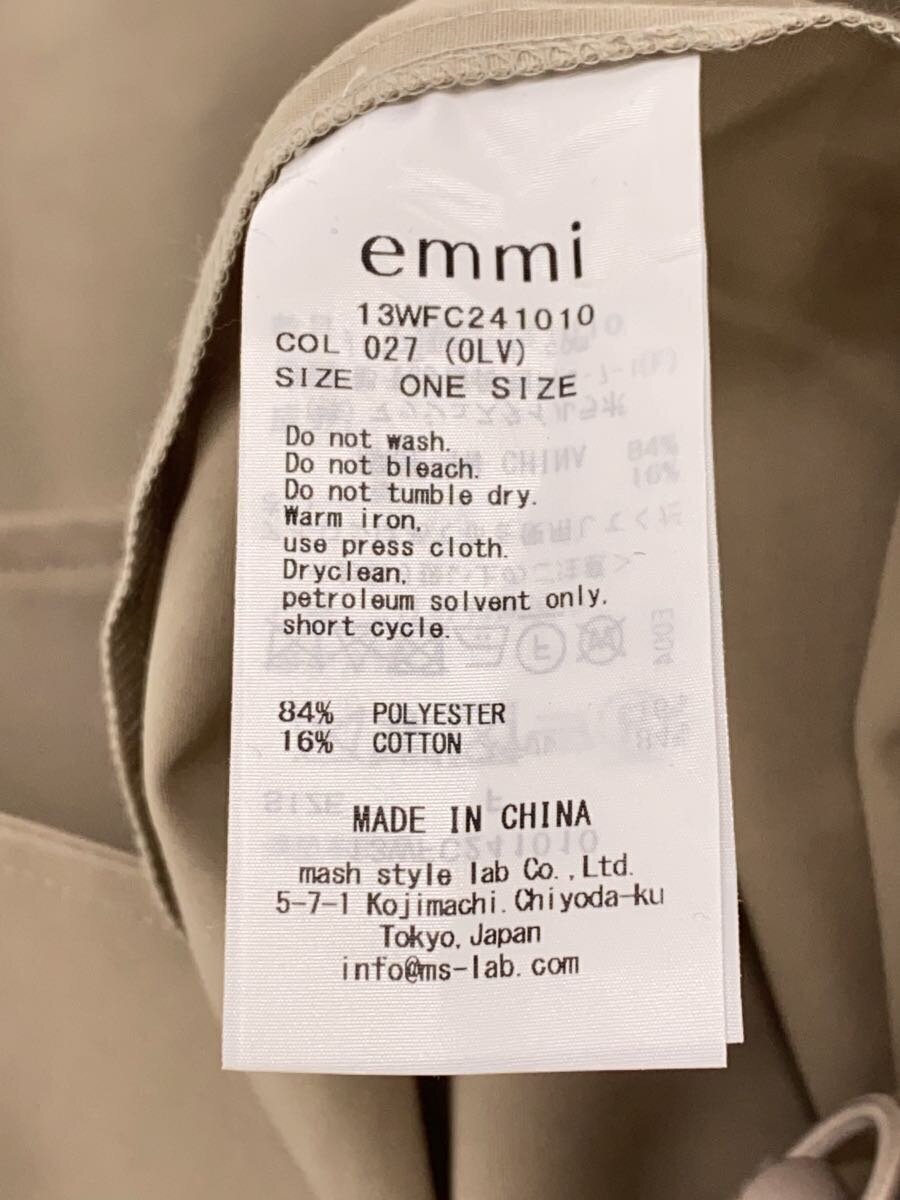 emmi
13WFC241010
COL 027 (OLV)
SIZE ONE SIZE
Do not wash.
Do not bleach.
Do not tumble dry.
Warm iron,
use press cloth.
Dryclean,
petroleum solvent only,
short cycle.
84% POLYESTER
16% COTTON
MADE IN CHINA
mash style lab Co.,Ltd.
5-7-1 Kojimachi. Chiyoda-ku
Tokyo, Japan
info@ms-lab.com